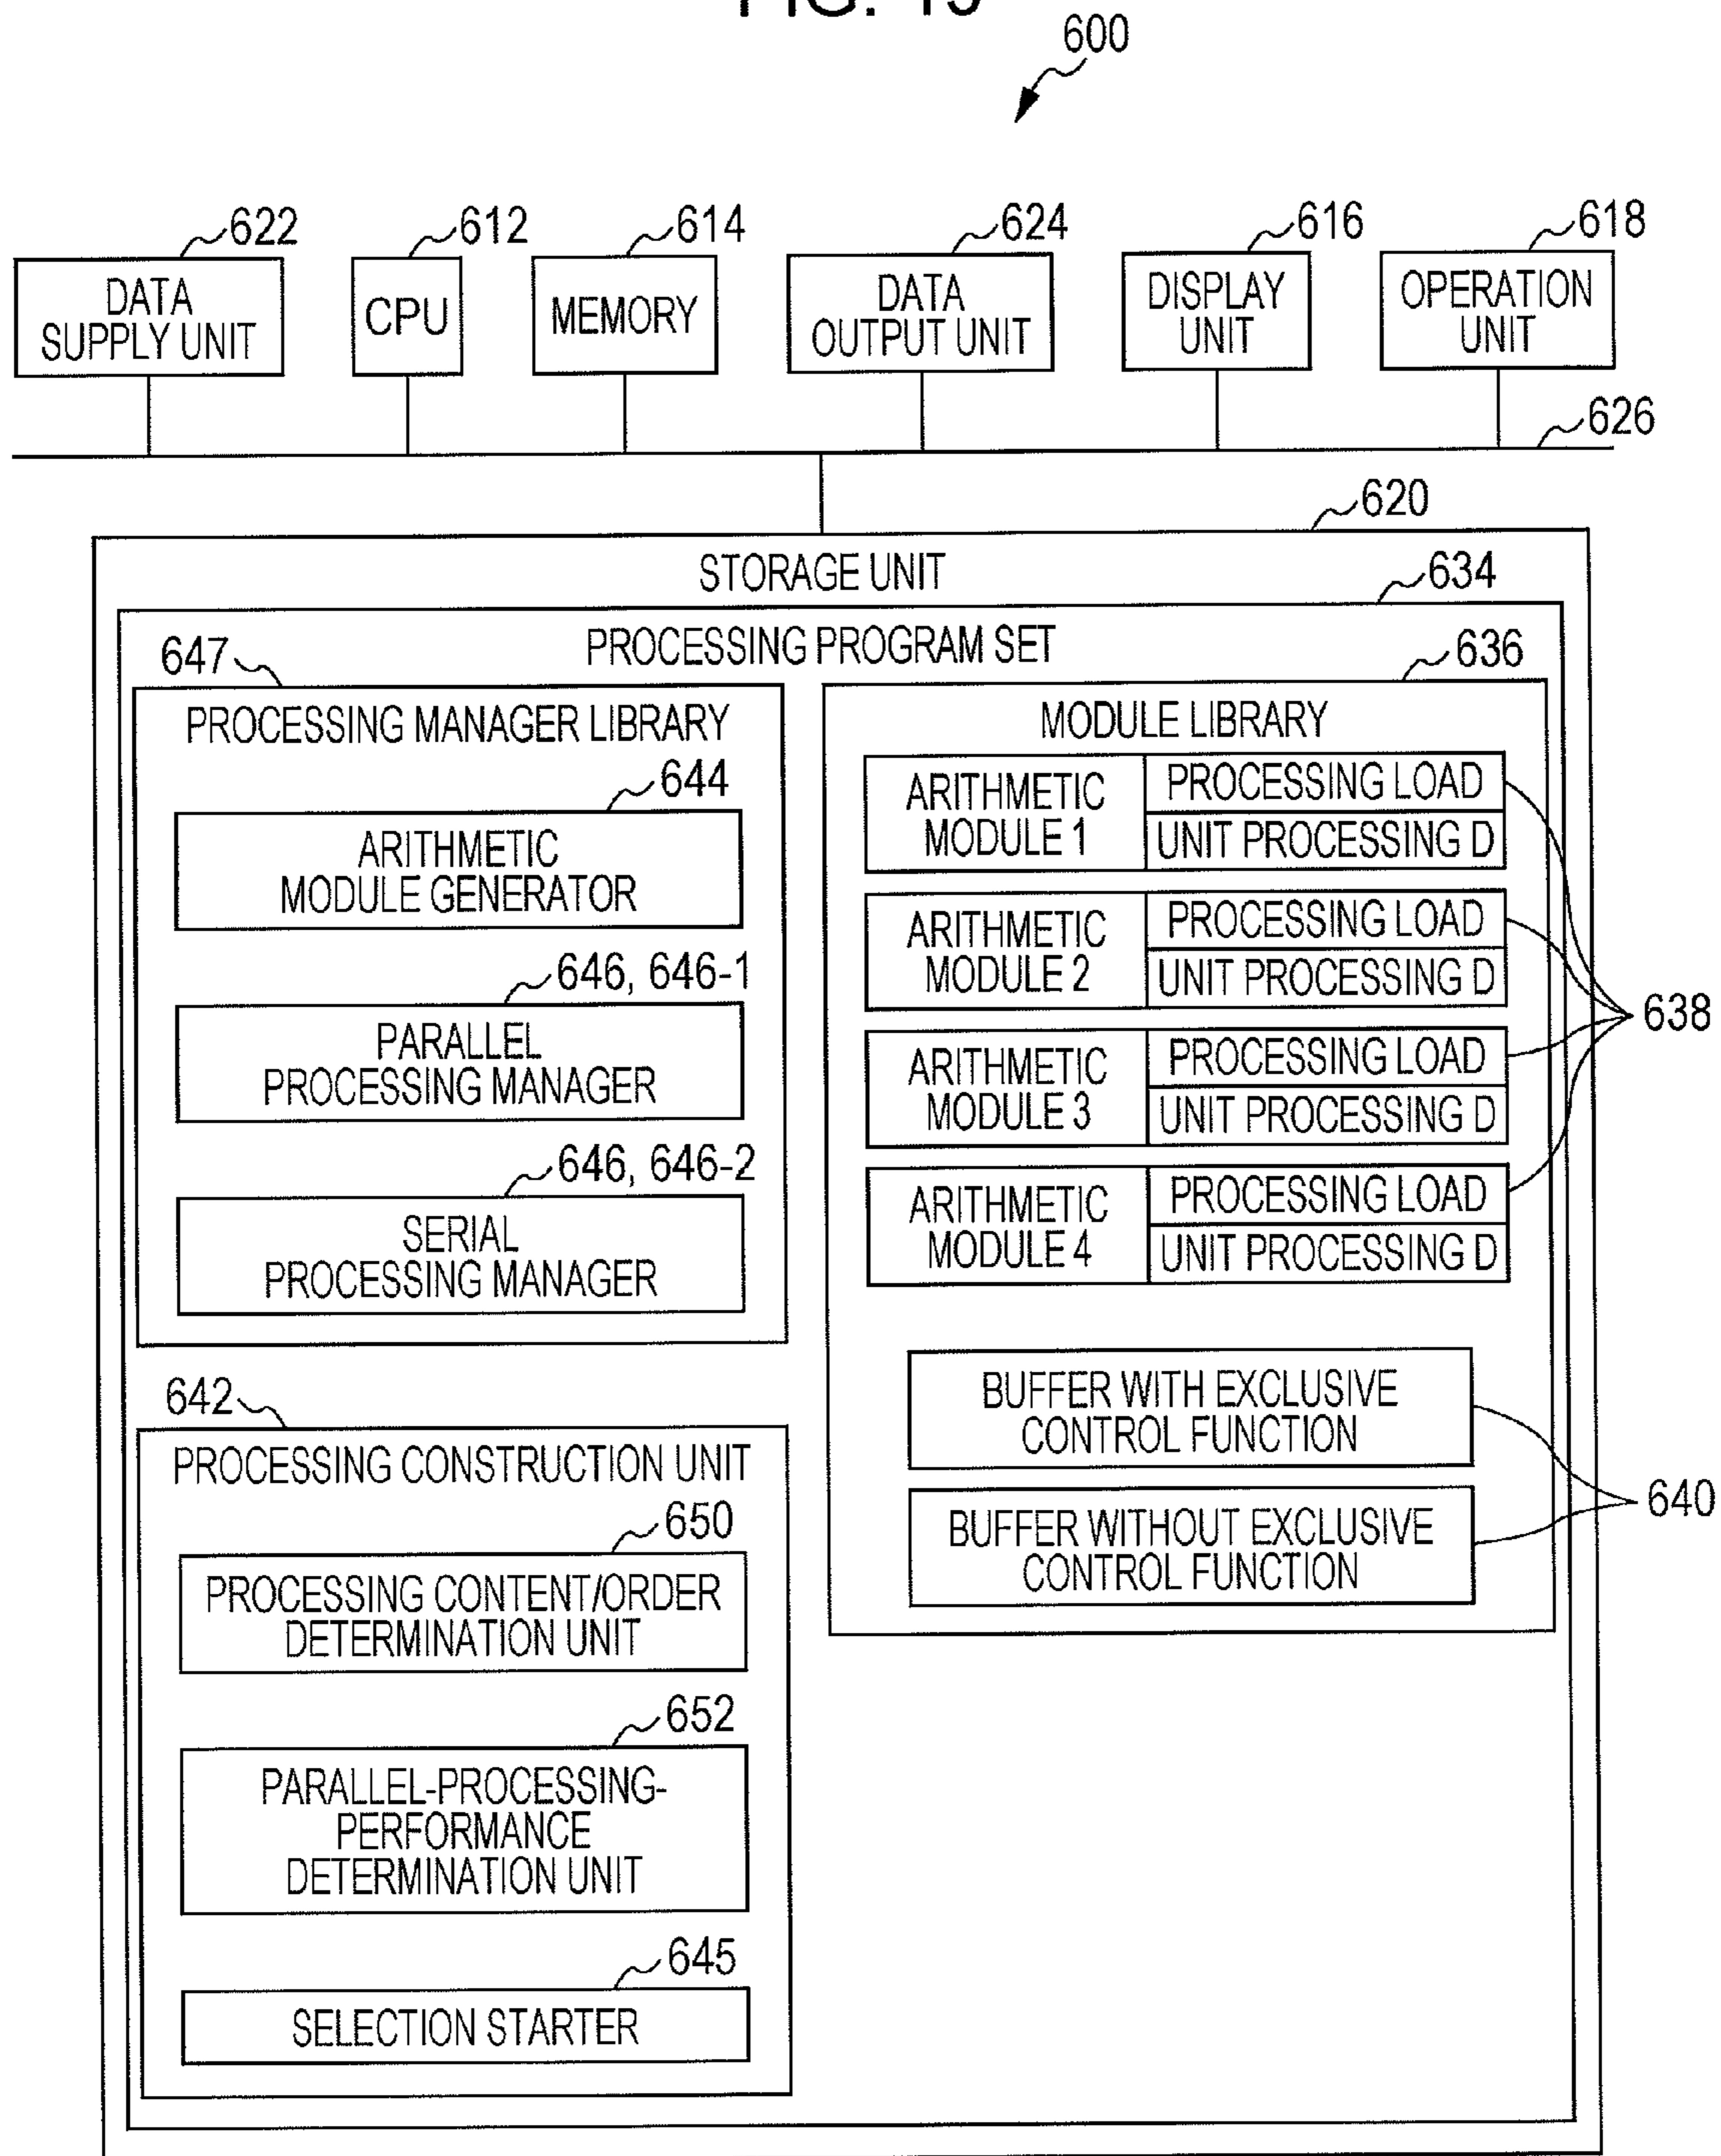 600
622
612
614
624
616
618
DATA
SUPPLY UNIT
CPU
MEMORY
DATA
OUTPUT UNIT
DISPLAY
UNIT
OPERATION
UNIT
626
620
STORAGE UNIT
634
PROCESSING PROGRAM SET
647
PROCESSING MANAGER LIBRARY
644
ARITHMETIC
MODULE GENERATOR
646, 646-1
PARALLEL
PROCESSING MANAGER
646, 646-2
SERIAL
PROCESSING MANAGER
636
MODULE LIBRARY
ARITHMETIC
MODULE 1
PROCESSING LOAD
UNIT PROCESSING D
ARITHMETIC
MODULE 2
PROCESSING LOAD
UNIT PROCESSING D
ARITHMETIC
MODULE 3
PROCESSING LOAD
UNIT PROCESSING D
ARITHMETIC
MODULE 4
PROCESSING LOAD
UNIT PROCESSING D
638
BUFFER WITH EXCLUSIVE
CONTROL FUNCTION
BUFFER WITHOUT EXCLUSIVE
CONTROL FUNCTION
640
642
PROCESSING CONSTRUCTION UNIT
650
PROCESSING CONTENT/ORDER
DETERMINATION UNIT
652
PARALLEL-PROCESSING-
PERFORMANCE
DETERMINATION UNIT
645
SELECTION STARTER